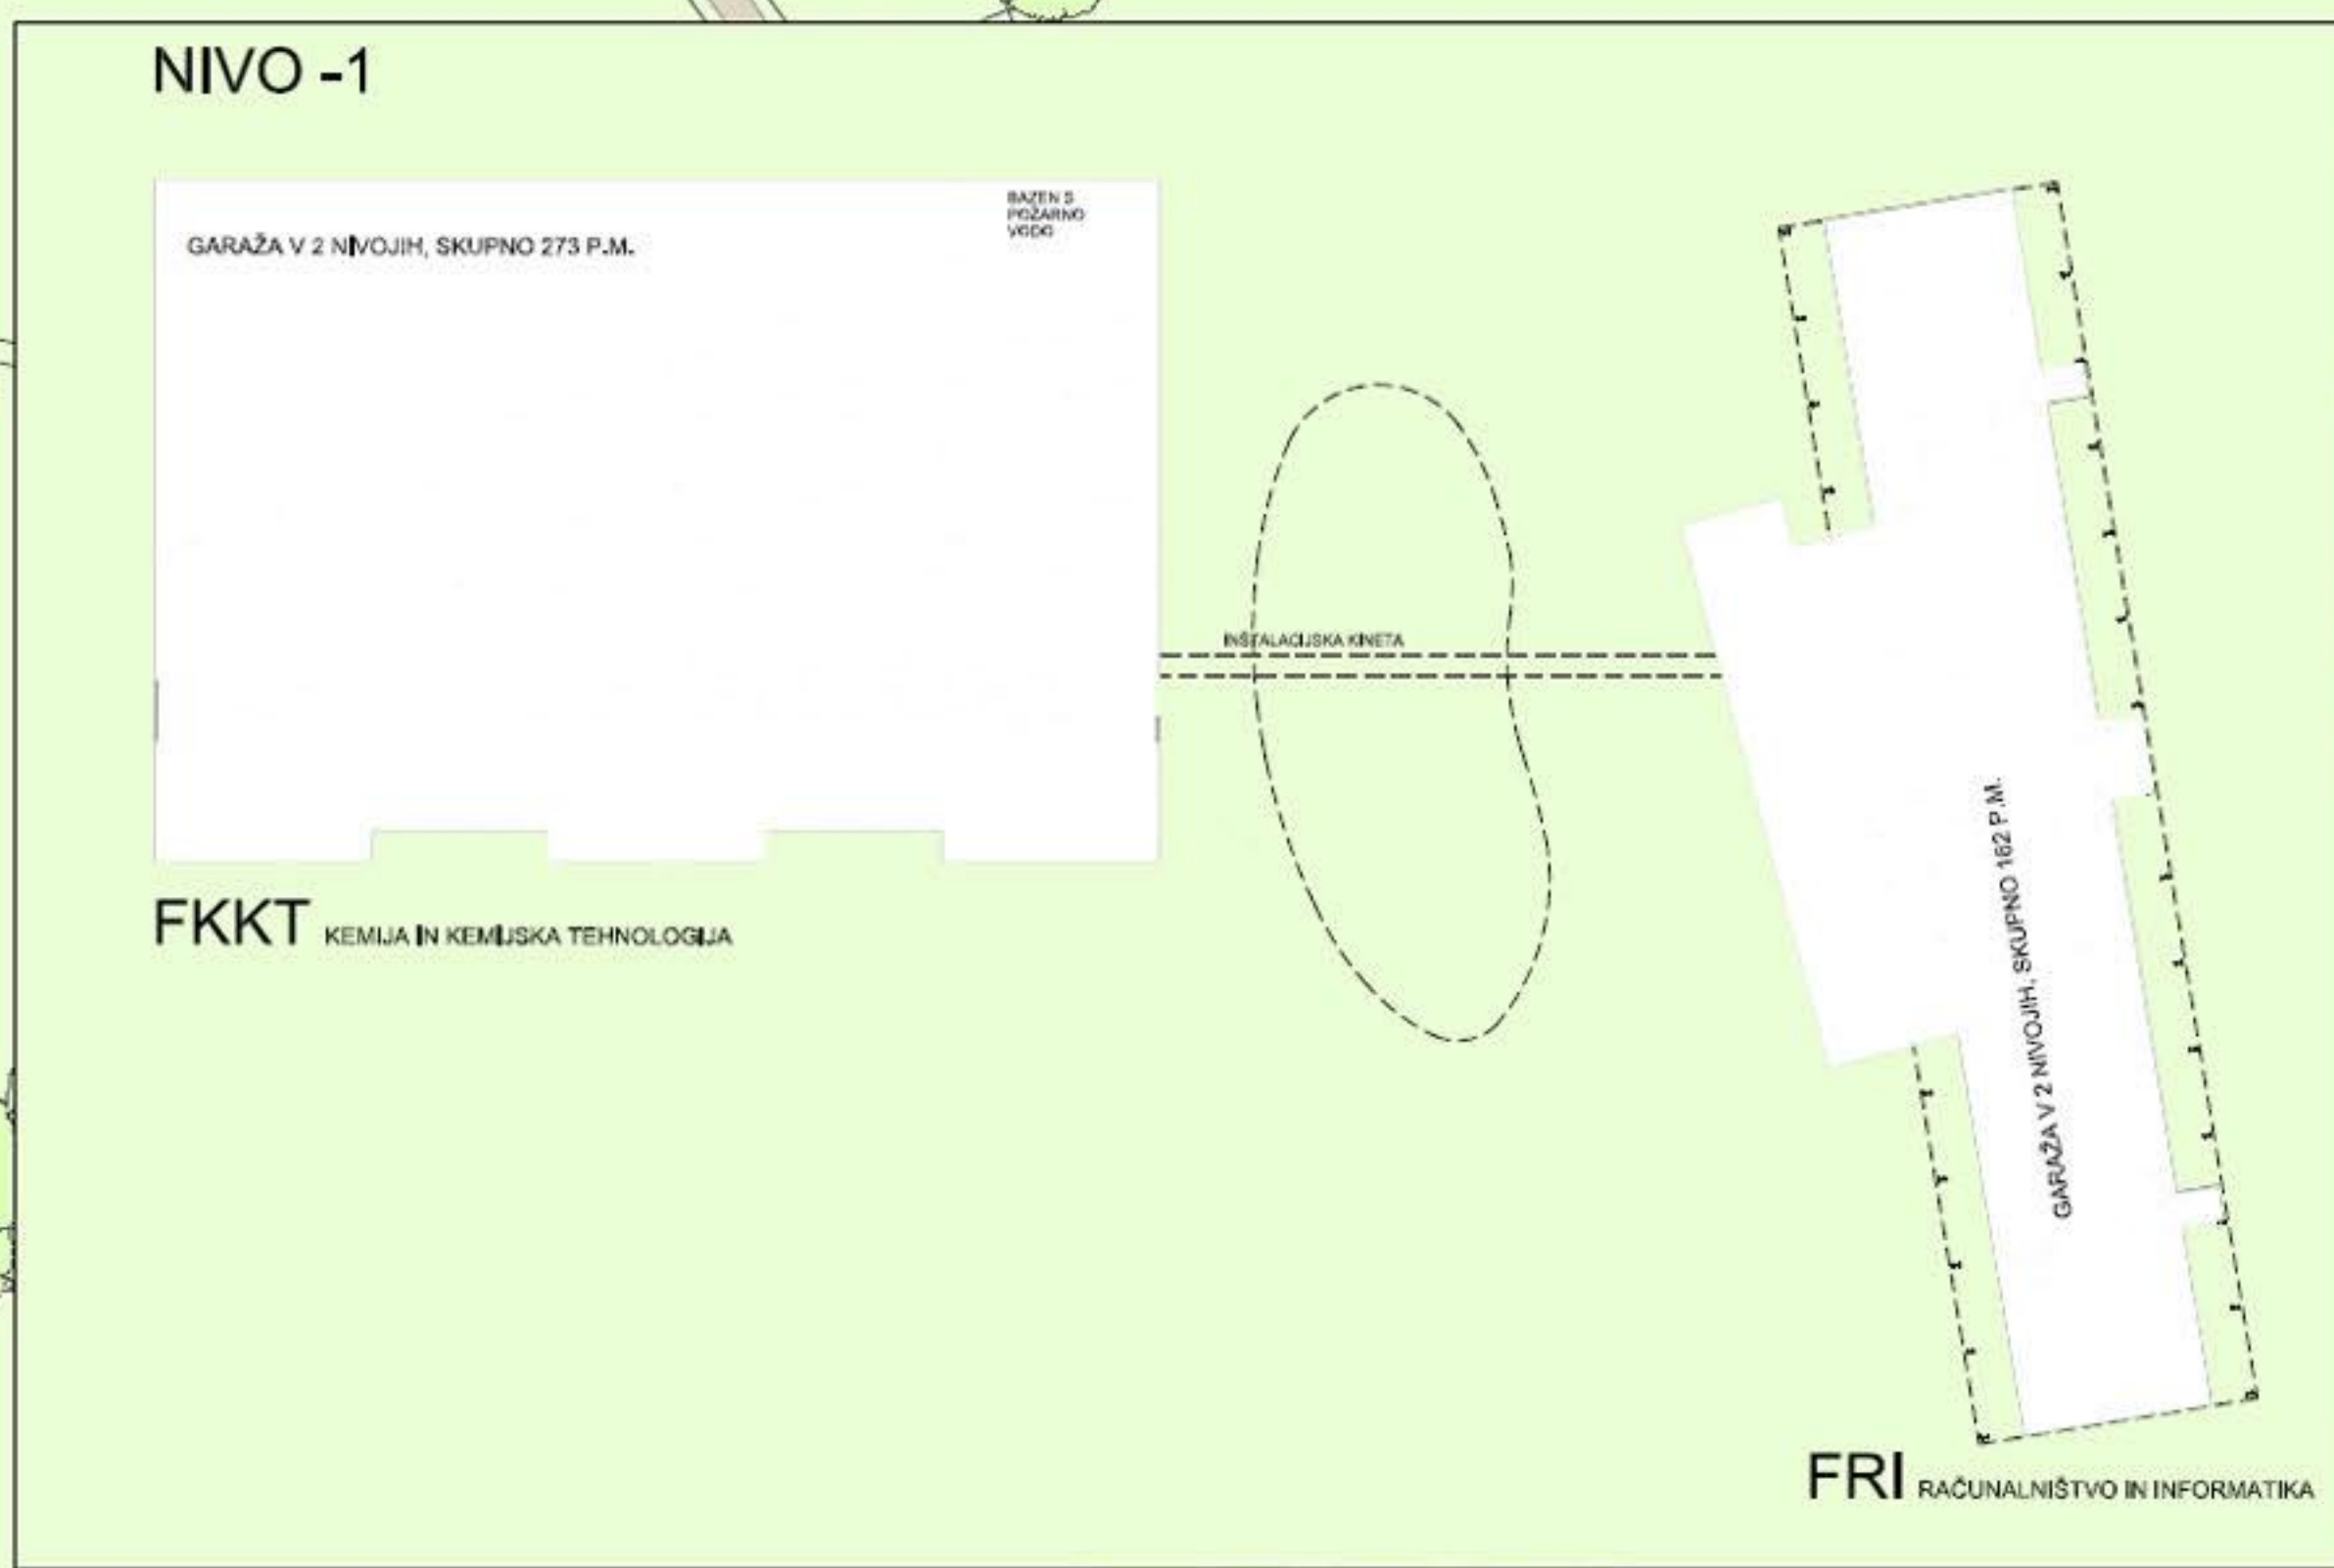 NIVO -1
GARAŽA V 2 NIVOJIH, SKUPNO 273 P.M.
BAZEN S
POŽARNO
VODO
INŠTALACIJSKA KINETA
GARAŽA V 2 NIVOJIH, SKUPNO 162 P.M.
FKKT KEMIJA IN KEMIJSKA TEHNOLOGIJA
FRI RAČUNALNIŠTVO IN INFORMATIKA